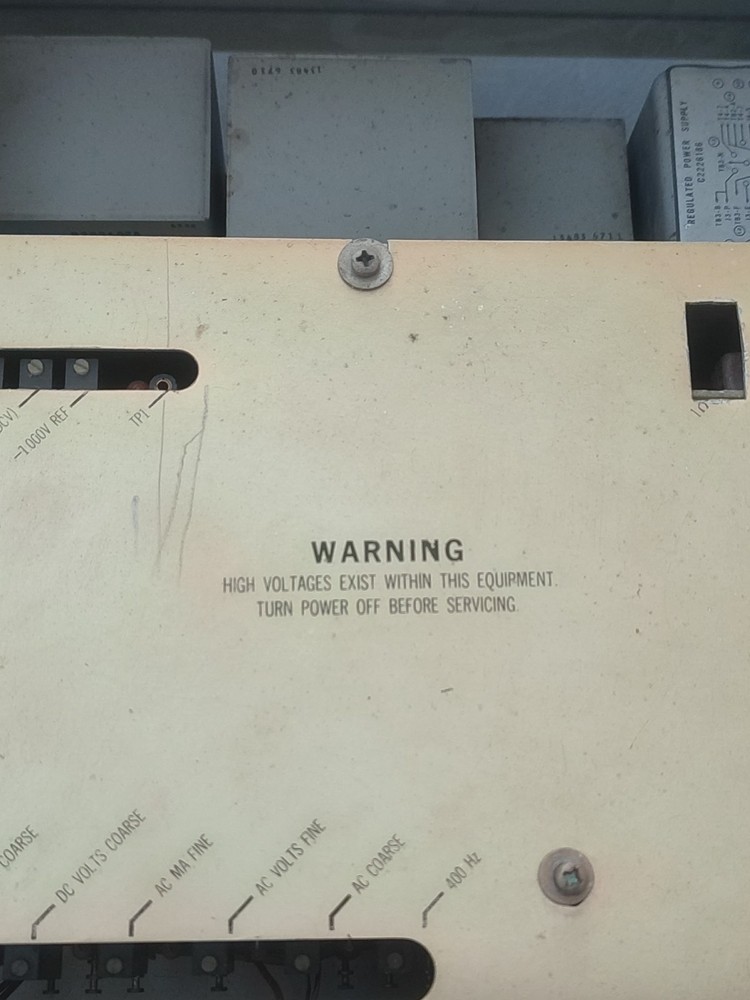 REGULATED POWER SUPPLY
C2226186
-1.000V REF
TP1
WARNING
HIGH VOLTAGES EXIST WITHIN THIS EQUIPMENT.
TURN POWER OFF BEFORE SERVICING.
COARSE
DC VOLTS COARSE
AC MA FINE
AC VOLTS FINE
AC COARSE
400 Hz